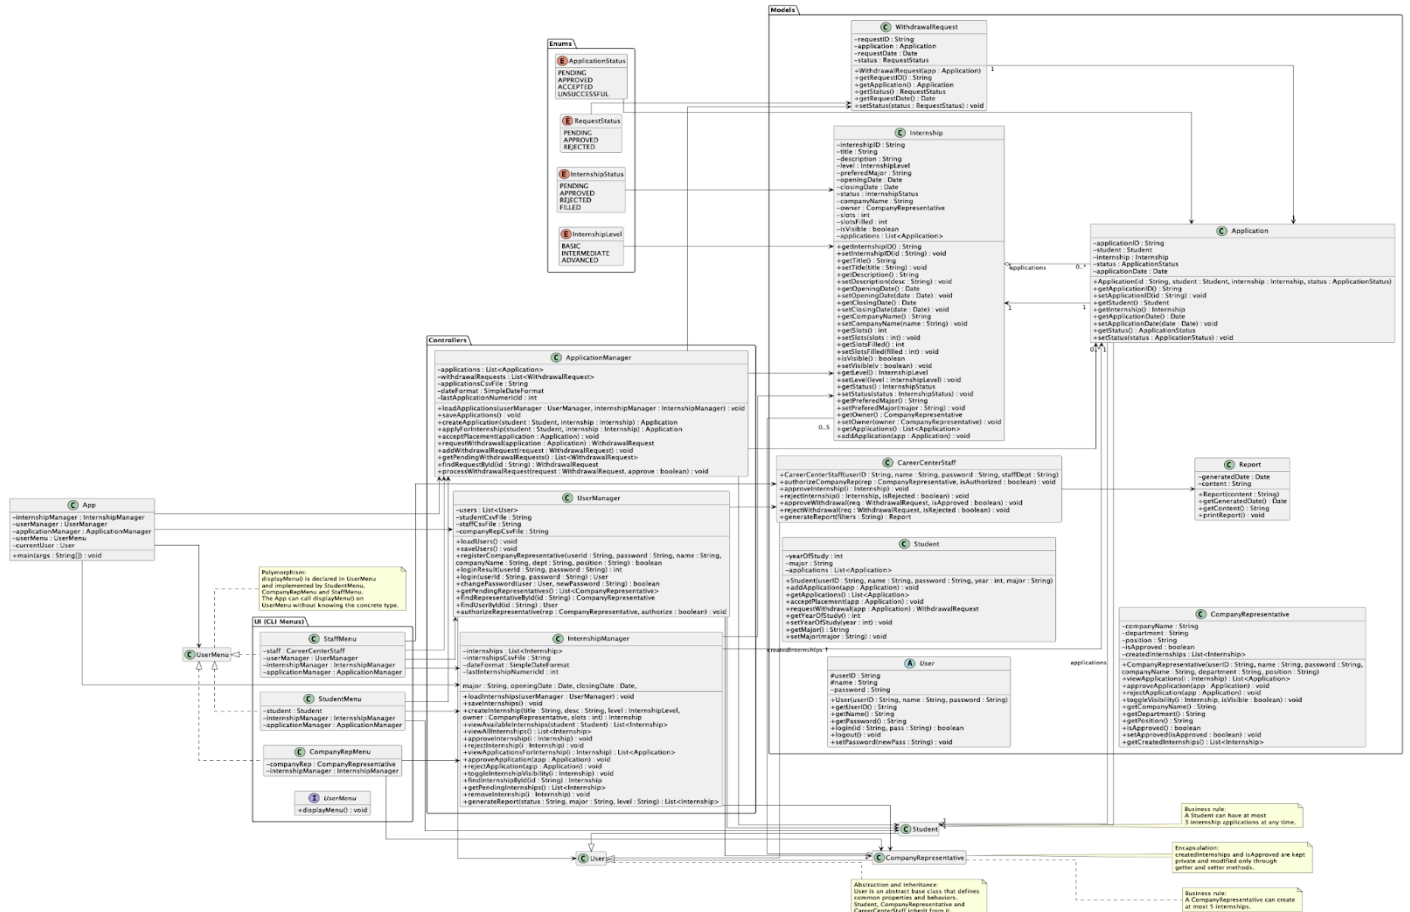 Models
WithdrawalRequest
-requestID : String
-application : Application
-requestDate : Date
-status : RequestStatus
+WithdrawalRequest(app : Application)
+getRequestID() : String
+getApplication() : Application
+getStatus() : RequestStatus
+getRequestDate() : Date
+setStatus(status : RequestStatus) : void
1
Enums
ApplicationStatus
PENDING
APPROVED
ACCEPTED
UNSUCCESSFUL
RequestStatus
PENDING
APPROVED
REJECTED
InternshipStatus
PENDING
APPROVED
REJECTED
FILLED
InternshipLevel
BASIC
INTERMEDIATE
ADVANCED
Internship
-internshipID : String
-title : String
-description : String
-level : InternshipLevel
-preferedMajor : String
-openingDate : Date
-closingDate : Date
-status : InternshipStatus
-companyName : String
-owner : CompanyRepresentative
-slots : int
-slotsFilled : int
-isVisible : boolean
-applications : List<Application>
+getInternshipID() : String
+setInternshipID(id : String) : void
+getTitle() : String
+setTitle(title : String) : void
+getDescription() : String
+setDescription(desc : String) : void
+getOpeningDate() : Date
+setOpeningDate(date : Date) : void
+getClosingDate() : Date
+setClosingDate(date : Date) : void
+getCompanyName() : String
+setCompanyName(name : String) : void
+getSlots() : int
+setSlots(slots : int) : void
+getSlotsFilled() : int
+setSlotsFilled(filled : int) : void
+isVisible() : boolean
+setVisible(v : boolean) : void
+getLevel() : InternshipLevel
+setLevel(level : InternshipLevel) : void
+getStatus() : InternshipStatus
+setStatus(status : InternshipStatus) : void
+getPreferedMajor() : String
+setPreferedMajor(major : String) : void
+getOwner() : CompanyRepresentative
+setOwner(owner : CompanyRepresentative) : void
+getApplications() : List<Application>
+addApplication(app : Application) : void
applications
0..*
1
1
0..5
Application
-applicationID : String
-student : Student
-internship : Internship
-status : ApplicationStatus
-applicationDate : Date
+Application(id : String, student : Student, internship : Internship, status : ApplicationStatus)
+getApplicationID() : String
+setApplicationID(id : String) : void
+getStudent() : Student
+getInternship() : Internship
+getApplicationDate() : Date
+setApplicationDate(date : Date) : void
+getStatus() : ApplicationStatus
+setStatus(status : ApplicationStatus) : void
Controllers
ApplicationManager
-applications : List<Application>
-withdrawalRequests : List<WithdrawalRequest>
-applicationsCsvFile : String
-dateFormat : SimpleDateFormat
-lastApplicationNumericId : int
+loadApplications(userManager : UserManager, internshipManager : InternshipManager) : void
+saveApplications() : void
+createApplication(student : Student, internship : Internship) : Application
+applyForInternship(student : Student, internship : Internship) : Application
+acceptPlacement(application : Application) : void
+requestWithdrawal(application : Application) : WithdrawalRequest
+addWithdrawalRequest(request : WithdrawalRequest) : void
+getPendingWithdrawalRequests() : List<WithdrawalRequest>
+findRequestById(id : String) : WithdrawalRequest
+processWithdrawalRequest(request : WithdrawalRequest, approve : boolean) : void
CareerCenterStaff
+CareerCenterStaff(userID : String, name : String, password : String, staffDept : String)
+authorizeCompanyRep(rep : CompanyRepresentative, isAuthorized : boolean) : void
+approveInternship(i : Internship) : void
+rejectInternship(i : Internship, isRejected : boolean) : void
+approveWithdrawal(req : WithdrawalRequest, isApproved : boolean) : void
+rejectWithdrawal(req : WithdrawalRequest, isRejected : boolean) : void
+generateReport(filters : String) : Report
Report
-generatedDate : Date
-content : String
+Report(content : String)
+getGeneratedDate() : Date
+getContent() : String
+printReport() : void
App
-internshipManager : InternshipManager
-userManager : UserManager
-applicationManager : ApplicationManager
-userMenu : UserMenu
-currentUser : User
+main(args : String[]) : void
UserManager
-users : List<User>
-studentCsvFile : String
-staffCsvFile : String
-companyRepCsvFile : String
+loadUsers() : void
+saveUsers() : void
+registerCompanyRepresentative(userId : String, password : String, name : String,
companyName : String, dept : String, position : String) : boolean
+loginResult(userId : String, password : String) : int
+login(userId : String, password : String) : User
+changePassword(user : User, newPassword : String) : boolean
+getPendingRepresentatives() : List<CompanyRepresentative>
+findRepresentativeById(id : String) : CompanyRepresentative
+findUserById(id : String) : User
+authorizeRepresentative(rep : CompanyRepresentative, authorize : boolean) : void
Student
-yearOfStudy : int
-major : String
-applications : List<Application>
+Student(userID : String, name : String, password : String, year : int, major : String)
+addApplication(app : Application) : void
+getApplications() : List<Application>
+acceptPlacement(app : Application) : void
+requestWithdrawal(app : Application) : WithdrawalRequest
+getYearOfStudy() : int
+setYearOfStudy(year : int) : void
+getMajor() : String
+setMajor(major : String) : void
Polymorphism:
displayMenu() is declared in UserMenu
and implemented by StudentMenu,
CompanyRepMenu and StaffMenu.
The App can call displayMenu() on
UserMenu without knowing the concrete type.
UI (CLI Menus)
StaffMenu
-staff : CareerCenterStaff
-userManager : UserManager
-internshipManager : InternshipManager
-applicationManager : ApplicationManager
UserMenu
StudentMenu
-student : Student
-internshipManager : InternshipManager
-applicationManager : ApplicationManager
CompanyRepMenu
-companyRep : CompanyRepresentative
-internshipManager : InternshipManager
UserMenu
+displayMenu() : void
InternshipManager
-internships : List<Internship>
-internshipsCsvFile : String
-dateFormat : SimpleDateFormat
-lastInternshipNumericId : int
major : String, openingDate : Date, closingDate : Date,
+loadInternships(userManager : UserManager) : void
+saveInternships() : void
+createInternship(title : String, desc : String, level : InternshipLevel,
owner : CompanyRepresentative, slots : int) : Internship
+viewAvailableInternships(student : Student) : List<Internship>
+viewAllInternships() : List<Internship>
+approveInternship(i : Internship) : void
+rejectInternship(i : Internship) : void
+viewApplicationsForInternship(i : Internship) : List<Application>
+approveApplication(app : Application) : void
+rejectApplication(app : Application) : void
+toggleInternshipVisibility(i : Internship) : void
+findInternshipById(id : String) : Internship
+getPendingInternships() : List<Internship>
+removeInternship(i : Internship) : void
+generateReport(status : String, major : String, level : String) : List<Internship>
createdInternships
applications
User
#userID : String
#name : String
-password : String
+User(userID : String, name : String, password : String)
+getUserID() : String
+getName() : String
+getPassword() : String
+login(id : String, pass : String) : boolean
+logout() : void
+setPassword(newPass : String) : void
CompanyRepresentative
-companyName : String
-department : String
-position : String
-isApproved : boolean
-createdInternships : List<Internship>
+CompanyRepresentative(userID : String, name : String, password : String,
companyName : String, department : String, position : String)
+viewApplications(i : Internship) : List<Application>
+approveApplication(app : Application) : void
+rejectApplication(app : Application) : void
+toggleVisibility(i : Internship, isVisible : boolean) : void
+getCompanyName() : String
+getDepartment() : String
+getPosition() : String
+isApproved() : boolean
+setApproved(isApproved : boolean) : void
+getCreatedInternships() : List<Internship>
Student
User
CompanyRepresentative
Business rule:
A Student can have at most
3 internship applications at any time.
Encapsulation:
createdInternships and isApproved are kept
private and modified only through
getter and setter methods.
Abstraction and inheritance:
User is an abstract base class that defines
common properties and behaviors.
Student, CompanyRepresentative and
CareerCenterStaff inherit from it.
Business rule:
A CompanyRepresentative can create
at most 5 internships.